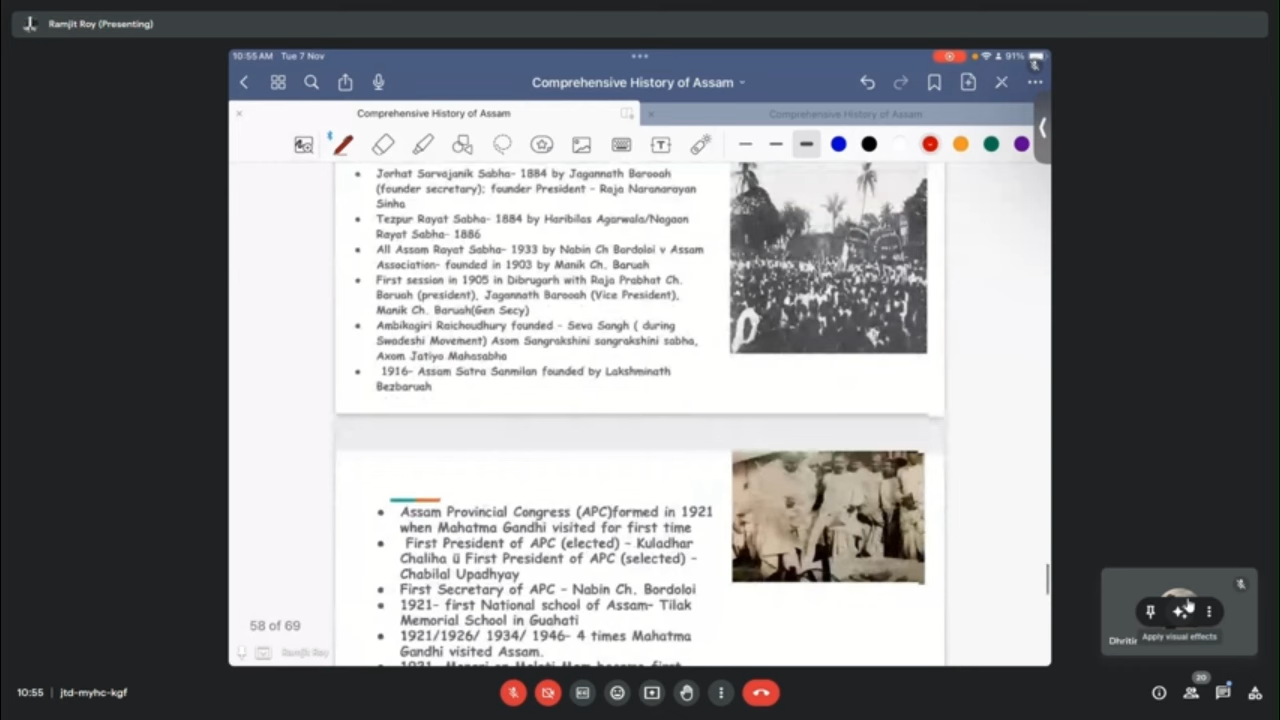 Ramjit Roy (Presenting)
10:55 AM Tue 7 Nov
91%
Comprehensive History of Assam
Comprehensive History of Assam
Comprehensive History of Assam
Jorhat Sarvajanik Sabha- 1884 by Jagannath Barooah
(founder secretary); founder President - Raja Naranarayan
Sinha
Tezpur Rayat Sabha- 1884 by Haribilas Agarwala/Nagaon
Rayat Sabha- 1886
All Assam Rayat Sabha- 1933 by Nabin Ch Bordoloi v Assam
Association- founded in 1903 by Manik Ch. Baruah
First session in 1905 in Dibrugarh with Raja Prabhat Ch.
Baruah (president), Jagannath Barooah (Vice President),
Manik Ch. Baruah(Gen Secy)
Ambikagiri Raichoudhury founded - Seva Sangh ( during
Swadeshi Movement) Asom Sangrakshini sangrakshini sabha,
Axom Jatiya Mahasabha
1916- Assam Satra Sanmilan founded by Lakshminath
Bezbaruah
Assam Provincial Congress (APC)formed in 1921
when Mahatma Gandhi visited for first time
First President of APC (elected) - Kuladhar
Chaliha ü First President of APC (selected) -
Chabilal Upadhyay
First Secretary of APC - Nabin Ch. Bordoloi
1921- first National school of Assam- Tilak
Memorial School in Guahati
1921/1926/ 1934/ 1946- 4 times Mahatma
Gandhi visited Assam.
58 of 69
Ramjit Roy
Apply visual effects
10:55 | jtd-myhc-kgf
20